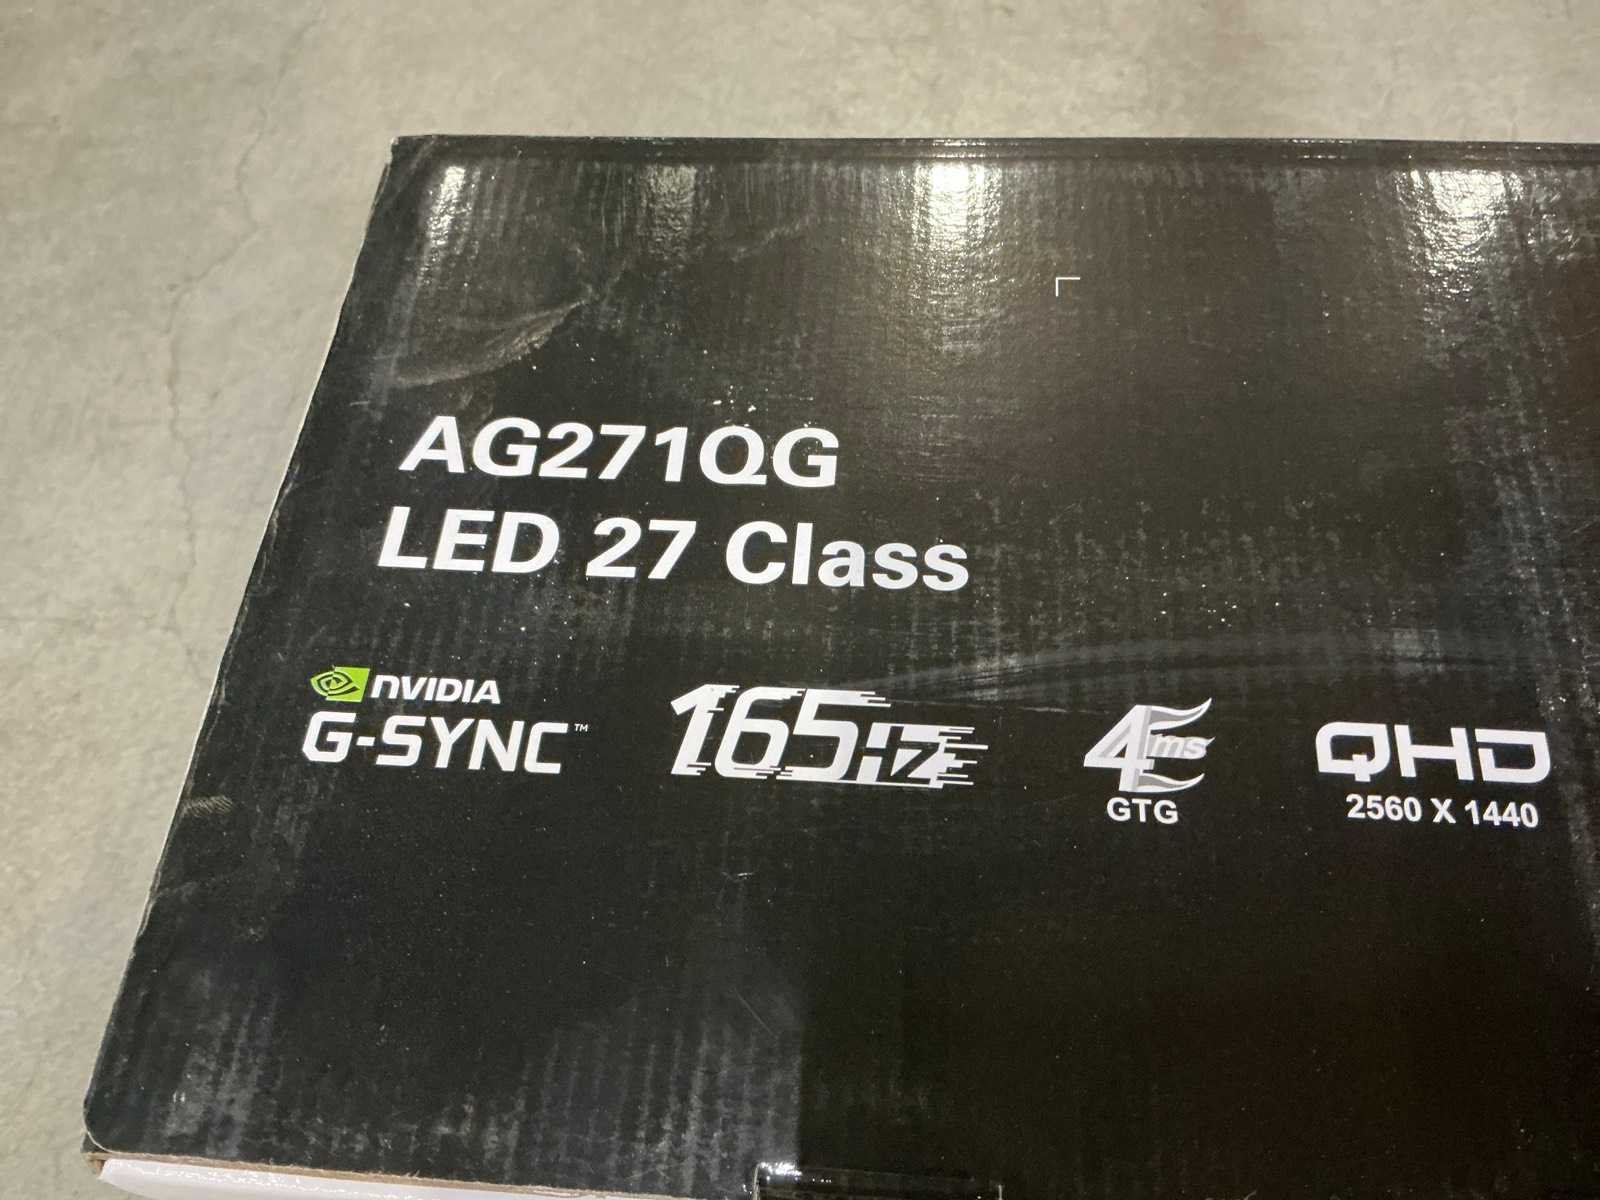 AG271QG
LED 27 Class
NVIDIA
G-SYNC™
165Hz
4ms
GTG
QHD
2560 X 1440